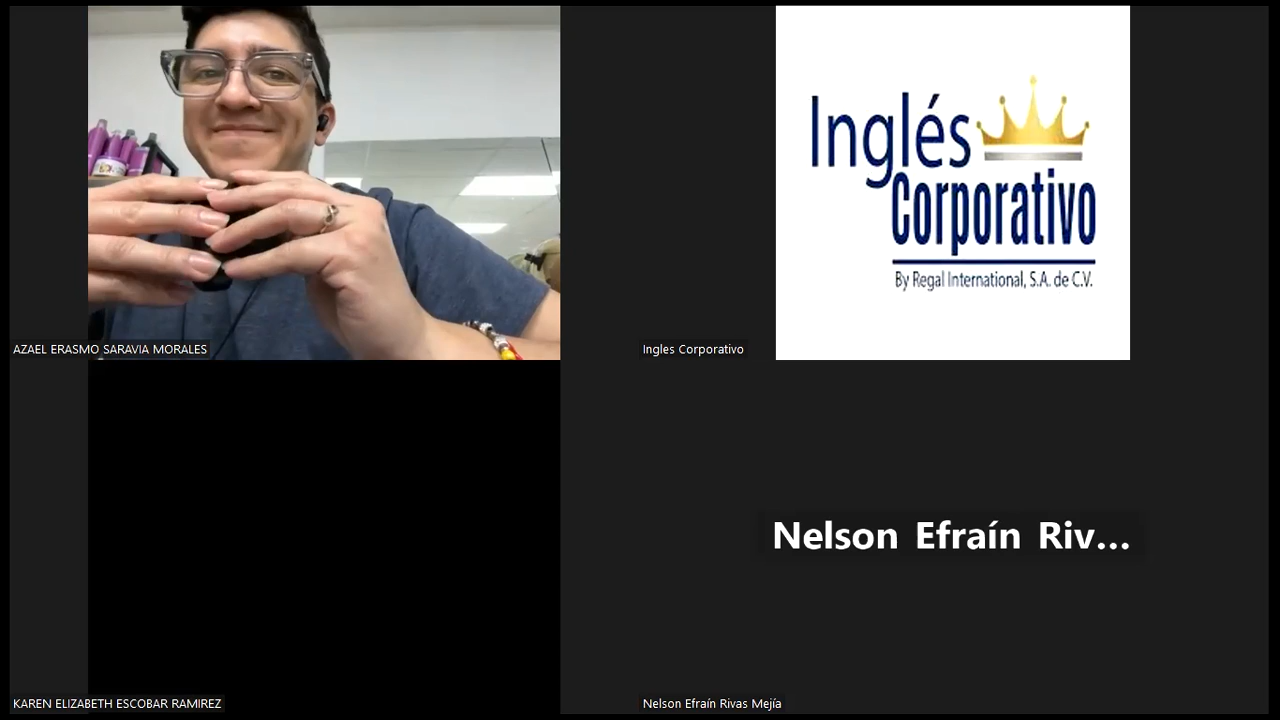 Inglés
Corporativo
By Regal International, S.A. de C.V.
AZAEL ERASMO SARAVIA MORALES
Ingles Corporativo
Nelson Efraín Riv...
KAREN ELIZABETH ESCOBAR RAMIREZ
Nelson Efraín Rivas Mejía